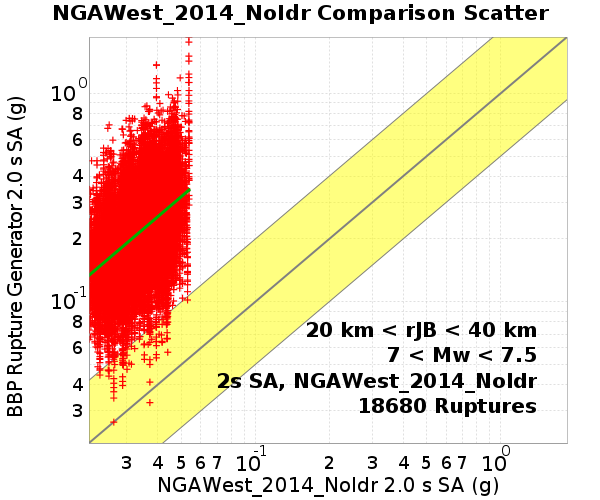 NGAWest_2014_NoIdr Comparison Scatter
BBP Rupture Generator 2.0 s SA (g)
10^0
8
6
4
3
2
10^-1
8
6
4
3
20 km < rJB < 40 km
7 < Mw < 7.5
2s SA, NGAWest_2014_NoIdr
18680 Ruptures
3 4 5 6 7 10^-1 2 3 4 5 6 7 10^0
NGAWest_2014_NoIdr 2.0 s SA (g)